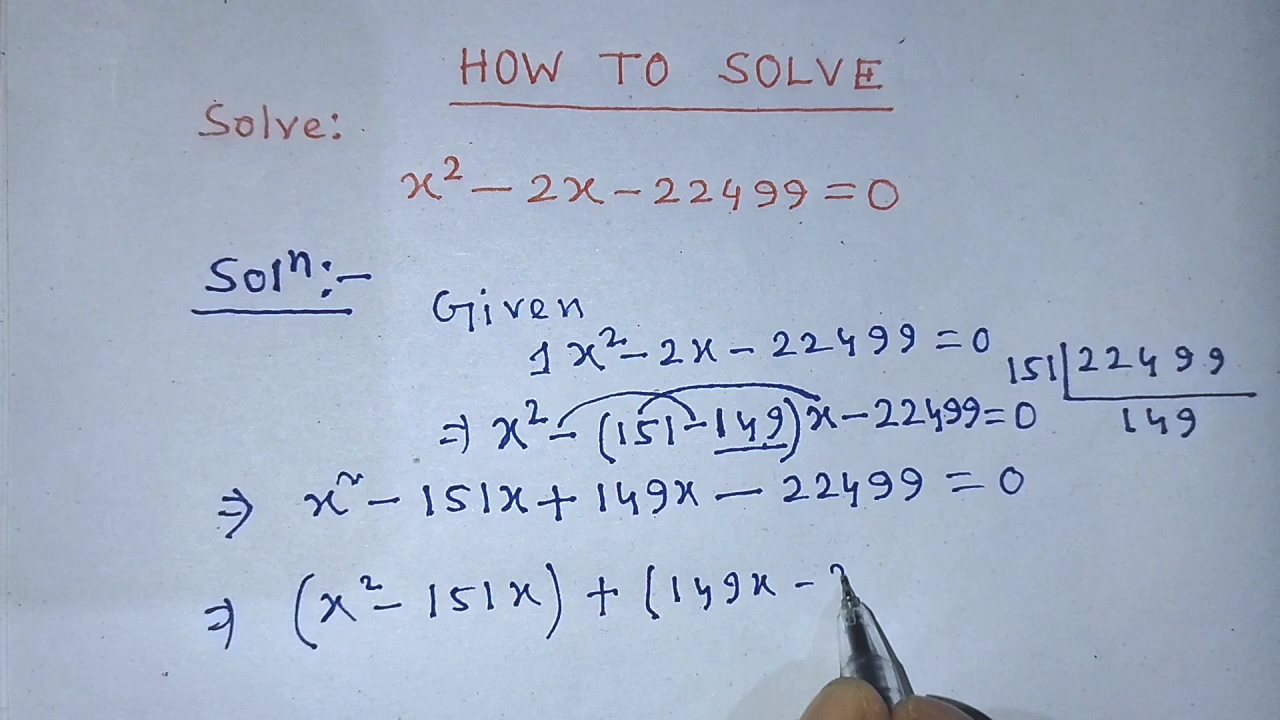 HOW TO SOLVE
Solve:
x² - 2x - 22499 = 0
Solⁿ:-
Given
1x² - 2x - 22499 = 0
151|22499
149
⇒ x² - (151 - 149)x - 22499 = 0
⇒ x² - 151x + 149x - 22499 = 0
⇒ (x² - 151x) + (149x - 2